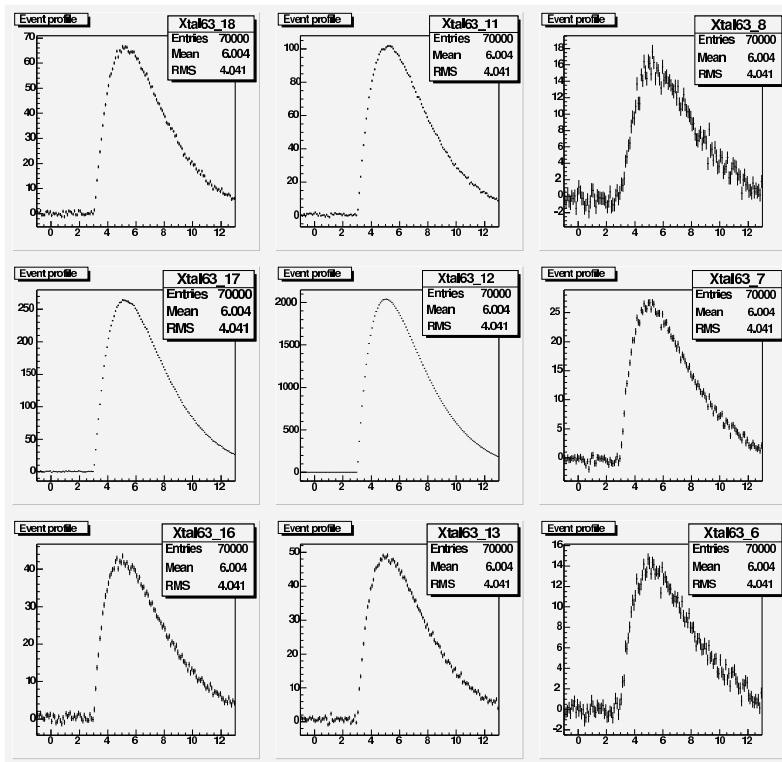 Event profile
Xtal63_18
Entries 70000
Mean 6.004
RMS 4.041
70
60
50
40
30
20
10
0
0 2 4 6 8 10 12
Event profile
Xtal63_11
Entries 70000
Mean 6.004
RMS 4.041
100
80
60
40
20
0
0 2 4 6 8 10 12
Event profile
Xtal63_8
Entries 70000
Mean 6.004
RMS 4.041
18
16
14
12
10
8
6
4
2
0
-2
0 2 4 6 8 10 12
Event profile
Xtal63_17
Entries 70000
Mean 6.004
RMS 4.041
250
200
150
100
50
0
0 2 4 6 8 10 12
Event profile
Xtal63_12
Entries 70000
Mean 6.004
RMS 4.041
2000
1500
1000
500
0
0 2 4 6 8 10 12
Event profile
Xtal63_7
Entries 70000
Mean 6.004
RMS 4.041
25
20
15
10
5
0
0 2 4 6 8 10 12
Event profile
Xtal63_16
Entries 70000
Mean 6.004
RMS 4.041
40
30
20
10
0
0 2 4 6 8 10 12
Event profile
Xtal63_13
Entries 70000
Mean 6.004
RMS 4.041
50
40
30
20
10
0
0 2 4 6 8 10 12
Event profile
Xtal63_6
Entries 70000
Mean 6.004
RMS 4.041
16
14
12
10
8
6
4
2
0
-2
0 2 4 6 8 10 12